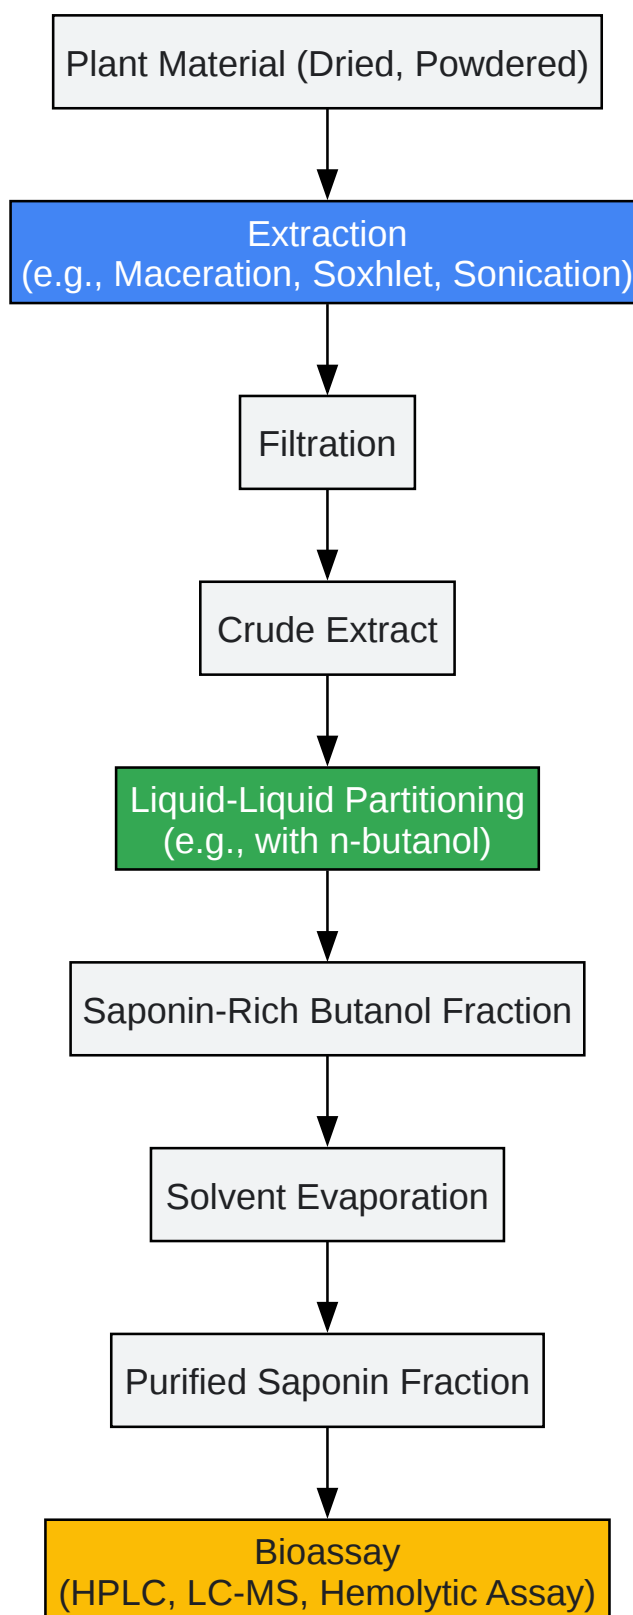 Plant Material (Dried, Powdered)
Extraction
(e.g., Maceration, Soxhlet, Sonication)
Filtration
Crude Extract
Liquid-Liquid Partitioning
(e.g., with n-butanol)
Saponin-Rich Butanol Fraction
Solvent Evaporation
Purified Saponin Fraction
Bioassay
(HPLC, LC-MS, Hemolytic Assay)